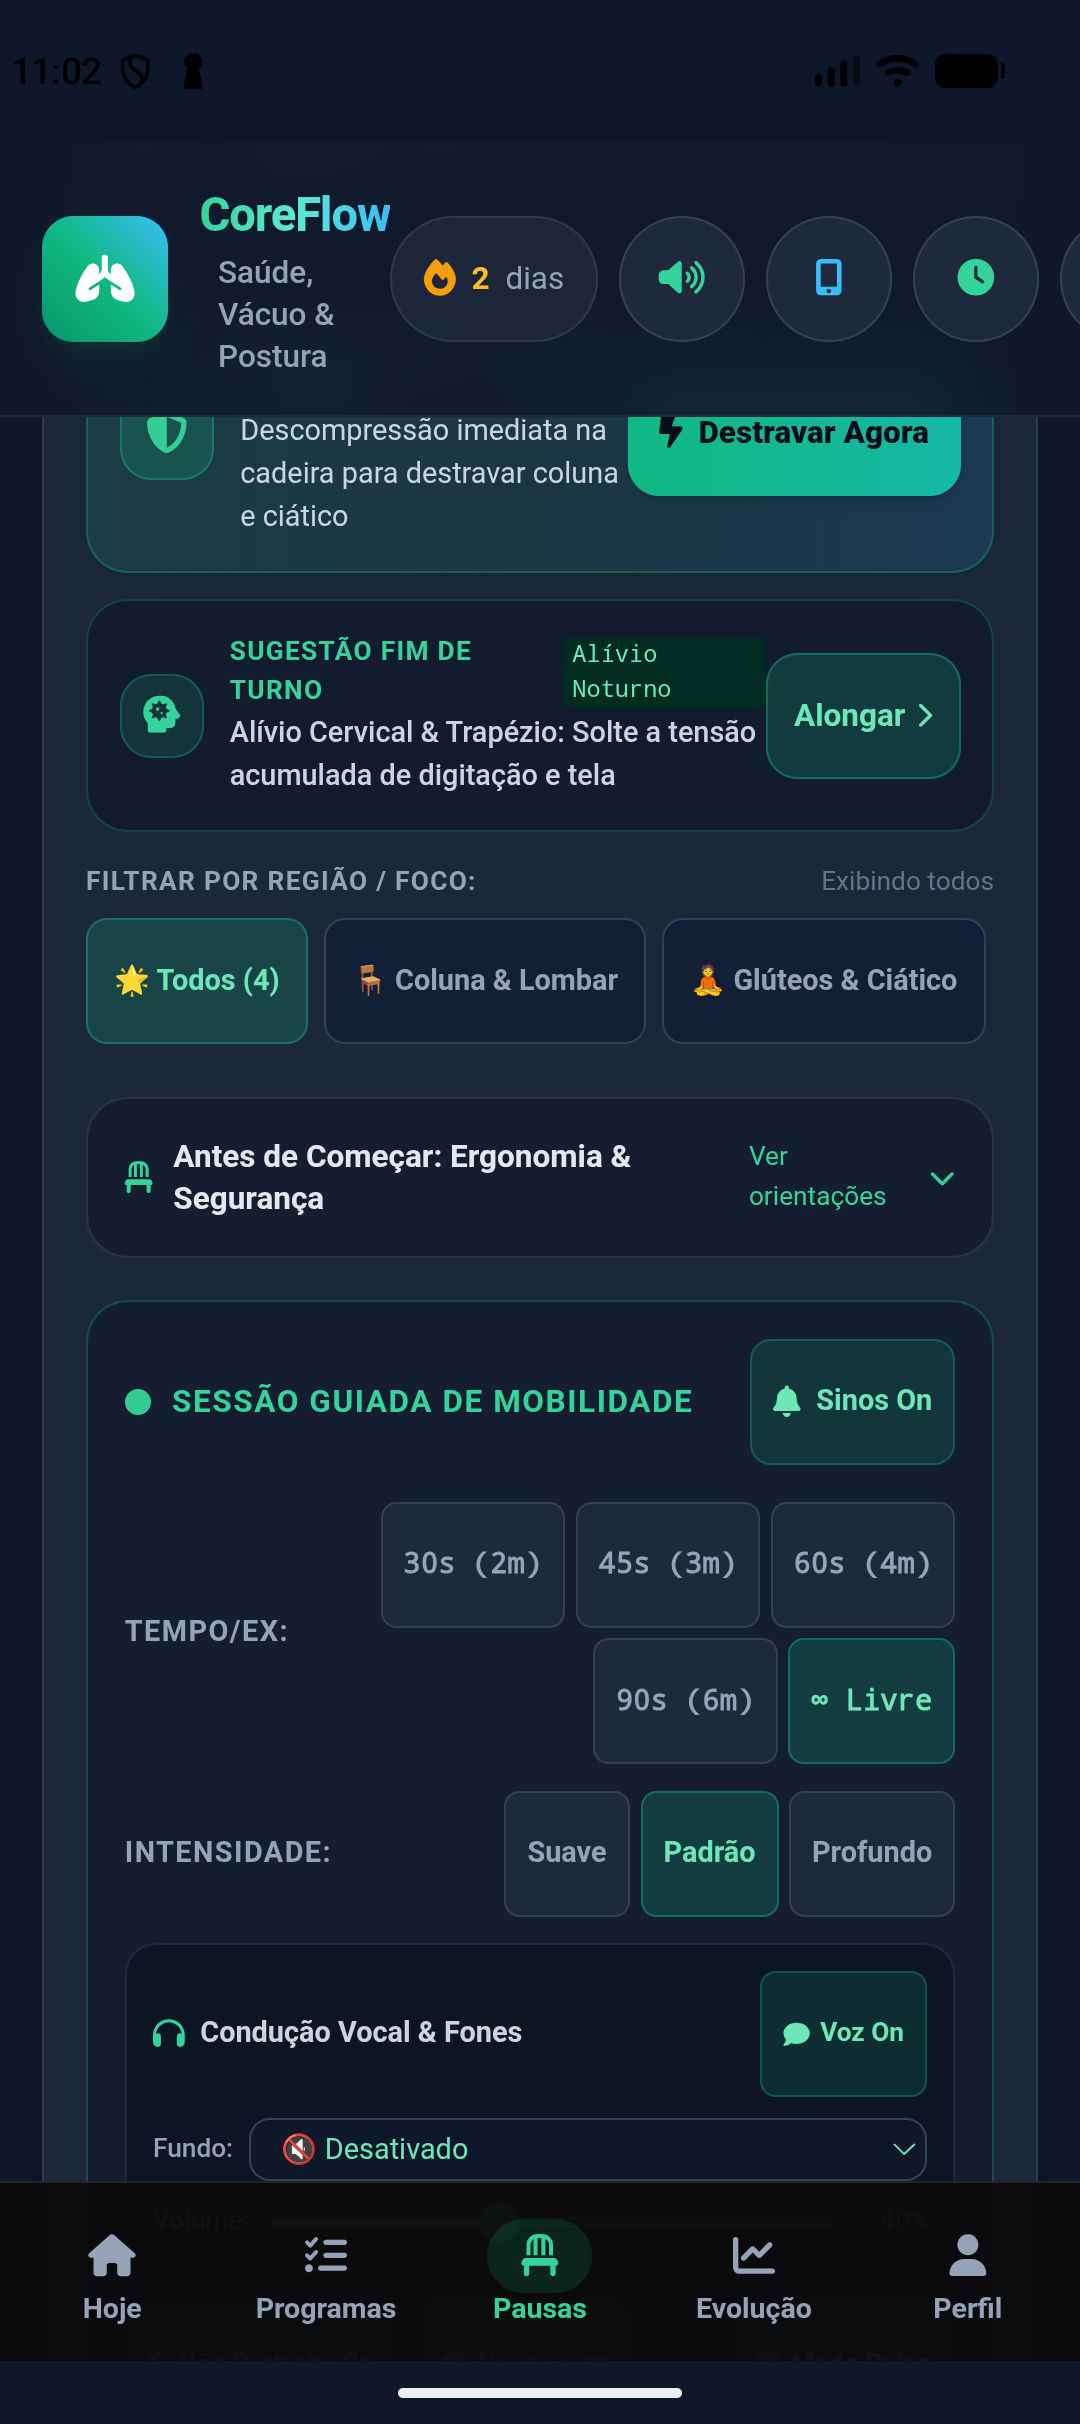 11:02
CoreFlow
Saúde,
Vácuo &
Postura
2 dias
Descompressão imediata na
cadeira para destravar coluna
e ciático
Destravar Agora
SUGESTÃO FIM DE
TURNO
Alívio
Noturno
Alívio Cervical & Trapézio: Solte a tensão
acumulada de digitação e tela
Alongar
FILTRAR POR REGIÃO / FOCO:
Exibindo todos
Todos (4)
Coluna & Lombar
Glúteos & Ciático
Antes de Começar: Ergonomia &
Segurança
Ver
orientações
SESSÃO GUIADA DE MOBILIDADE
Sinos On
TEMPO/EX:
30s (2m)
45s (3m)
60s (4m)
90s (6m)
∞ Livre
INTENSIDADE:
Suave
Padrão
Profundo
Condução Vocal & Fones
Voz On
Fundo:
Desativado
Volume:
40%
Hoje
Programas
Pausas
Evolução
Perfil